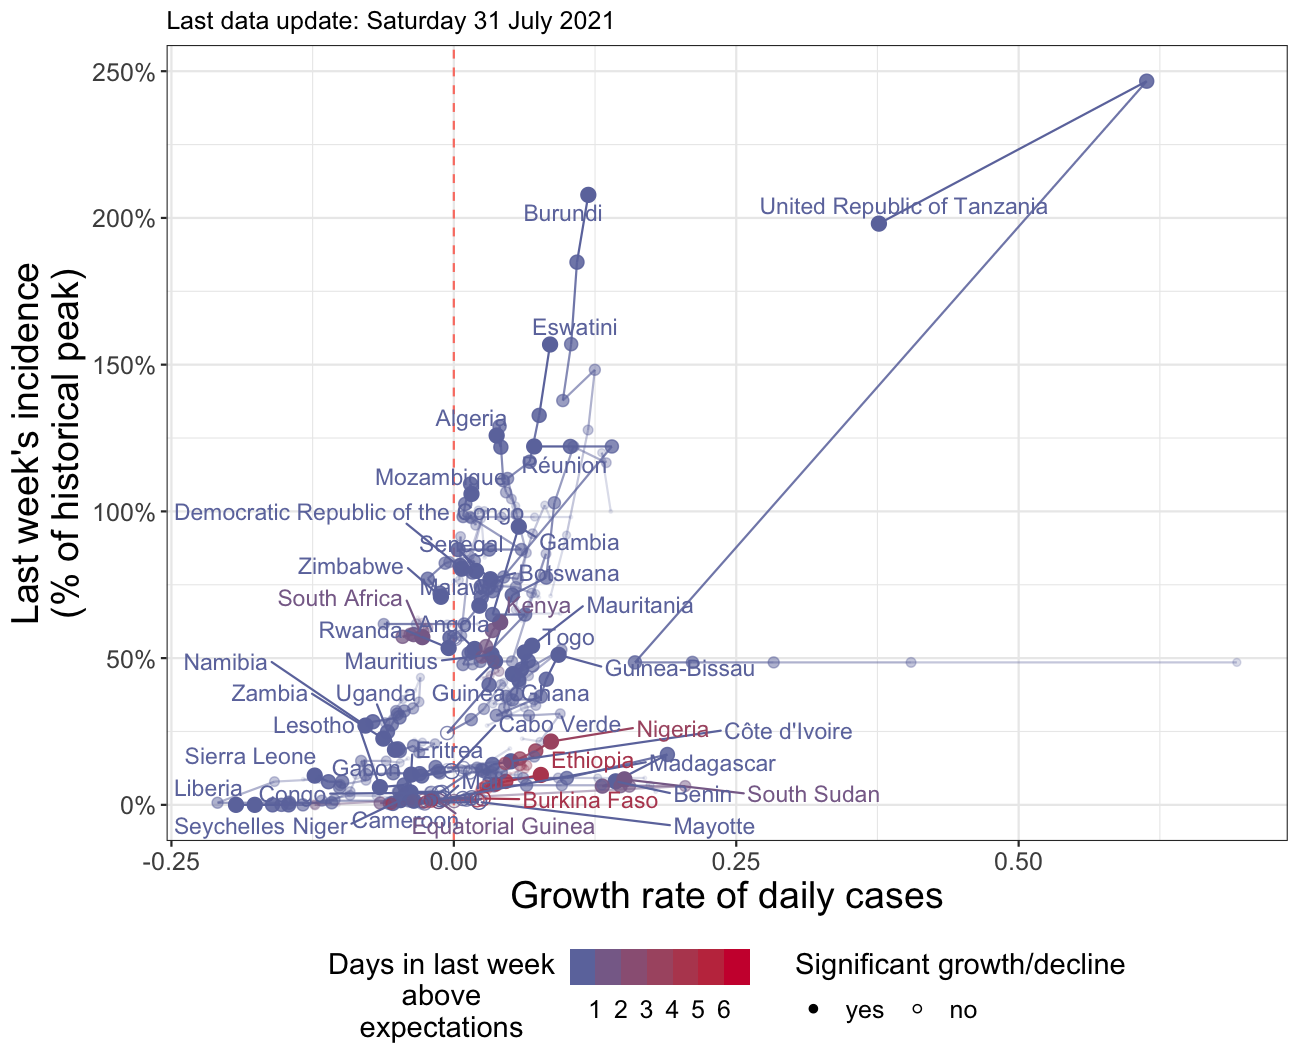 Last data update: Saturday 31 July 2021
Last week's incidence
(% of historical peak)
250%
200%
150%
100%
50%
0%
United Republic of Tanzania
Burundi
Eswatini
Algeria
Réunion
Mozambique
Democratic Republic of the Congo
Senegal
Gambia
Zimbabwe
Botswana
Malawi
South Africa
Kenya
Mauritania
Rwanda
Angola
Togo
Namibia
Mauritius
Guinea-Bissau
Zambia
Uganda
Guinea
Ghana
Lesotho
Cabo Verde
Nigeria
Côte d'Ivoire
Sierra Leone
Eritrea
Gabon
Ethiopia
Madagascar
Liberia
Congo
Burkina Faso
Benin
South Sudan
Seychelles
Niger
Cameroon
Equatorial Guinea
Mayotte
-0.25
0.00
0.25
0.50
Growth rate of daily cases
Days in last week
above
expectations
1 2 3 4 5 6
Significant growth/decline
yes
no